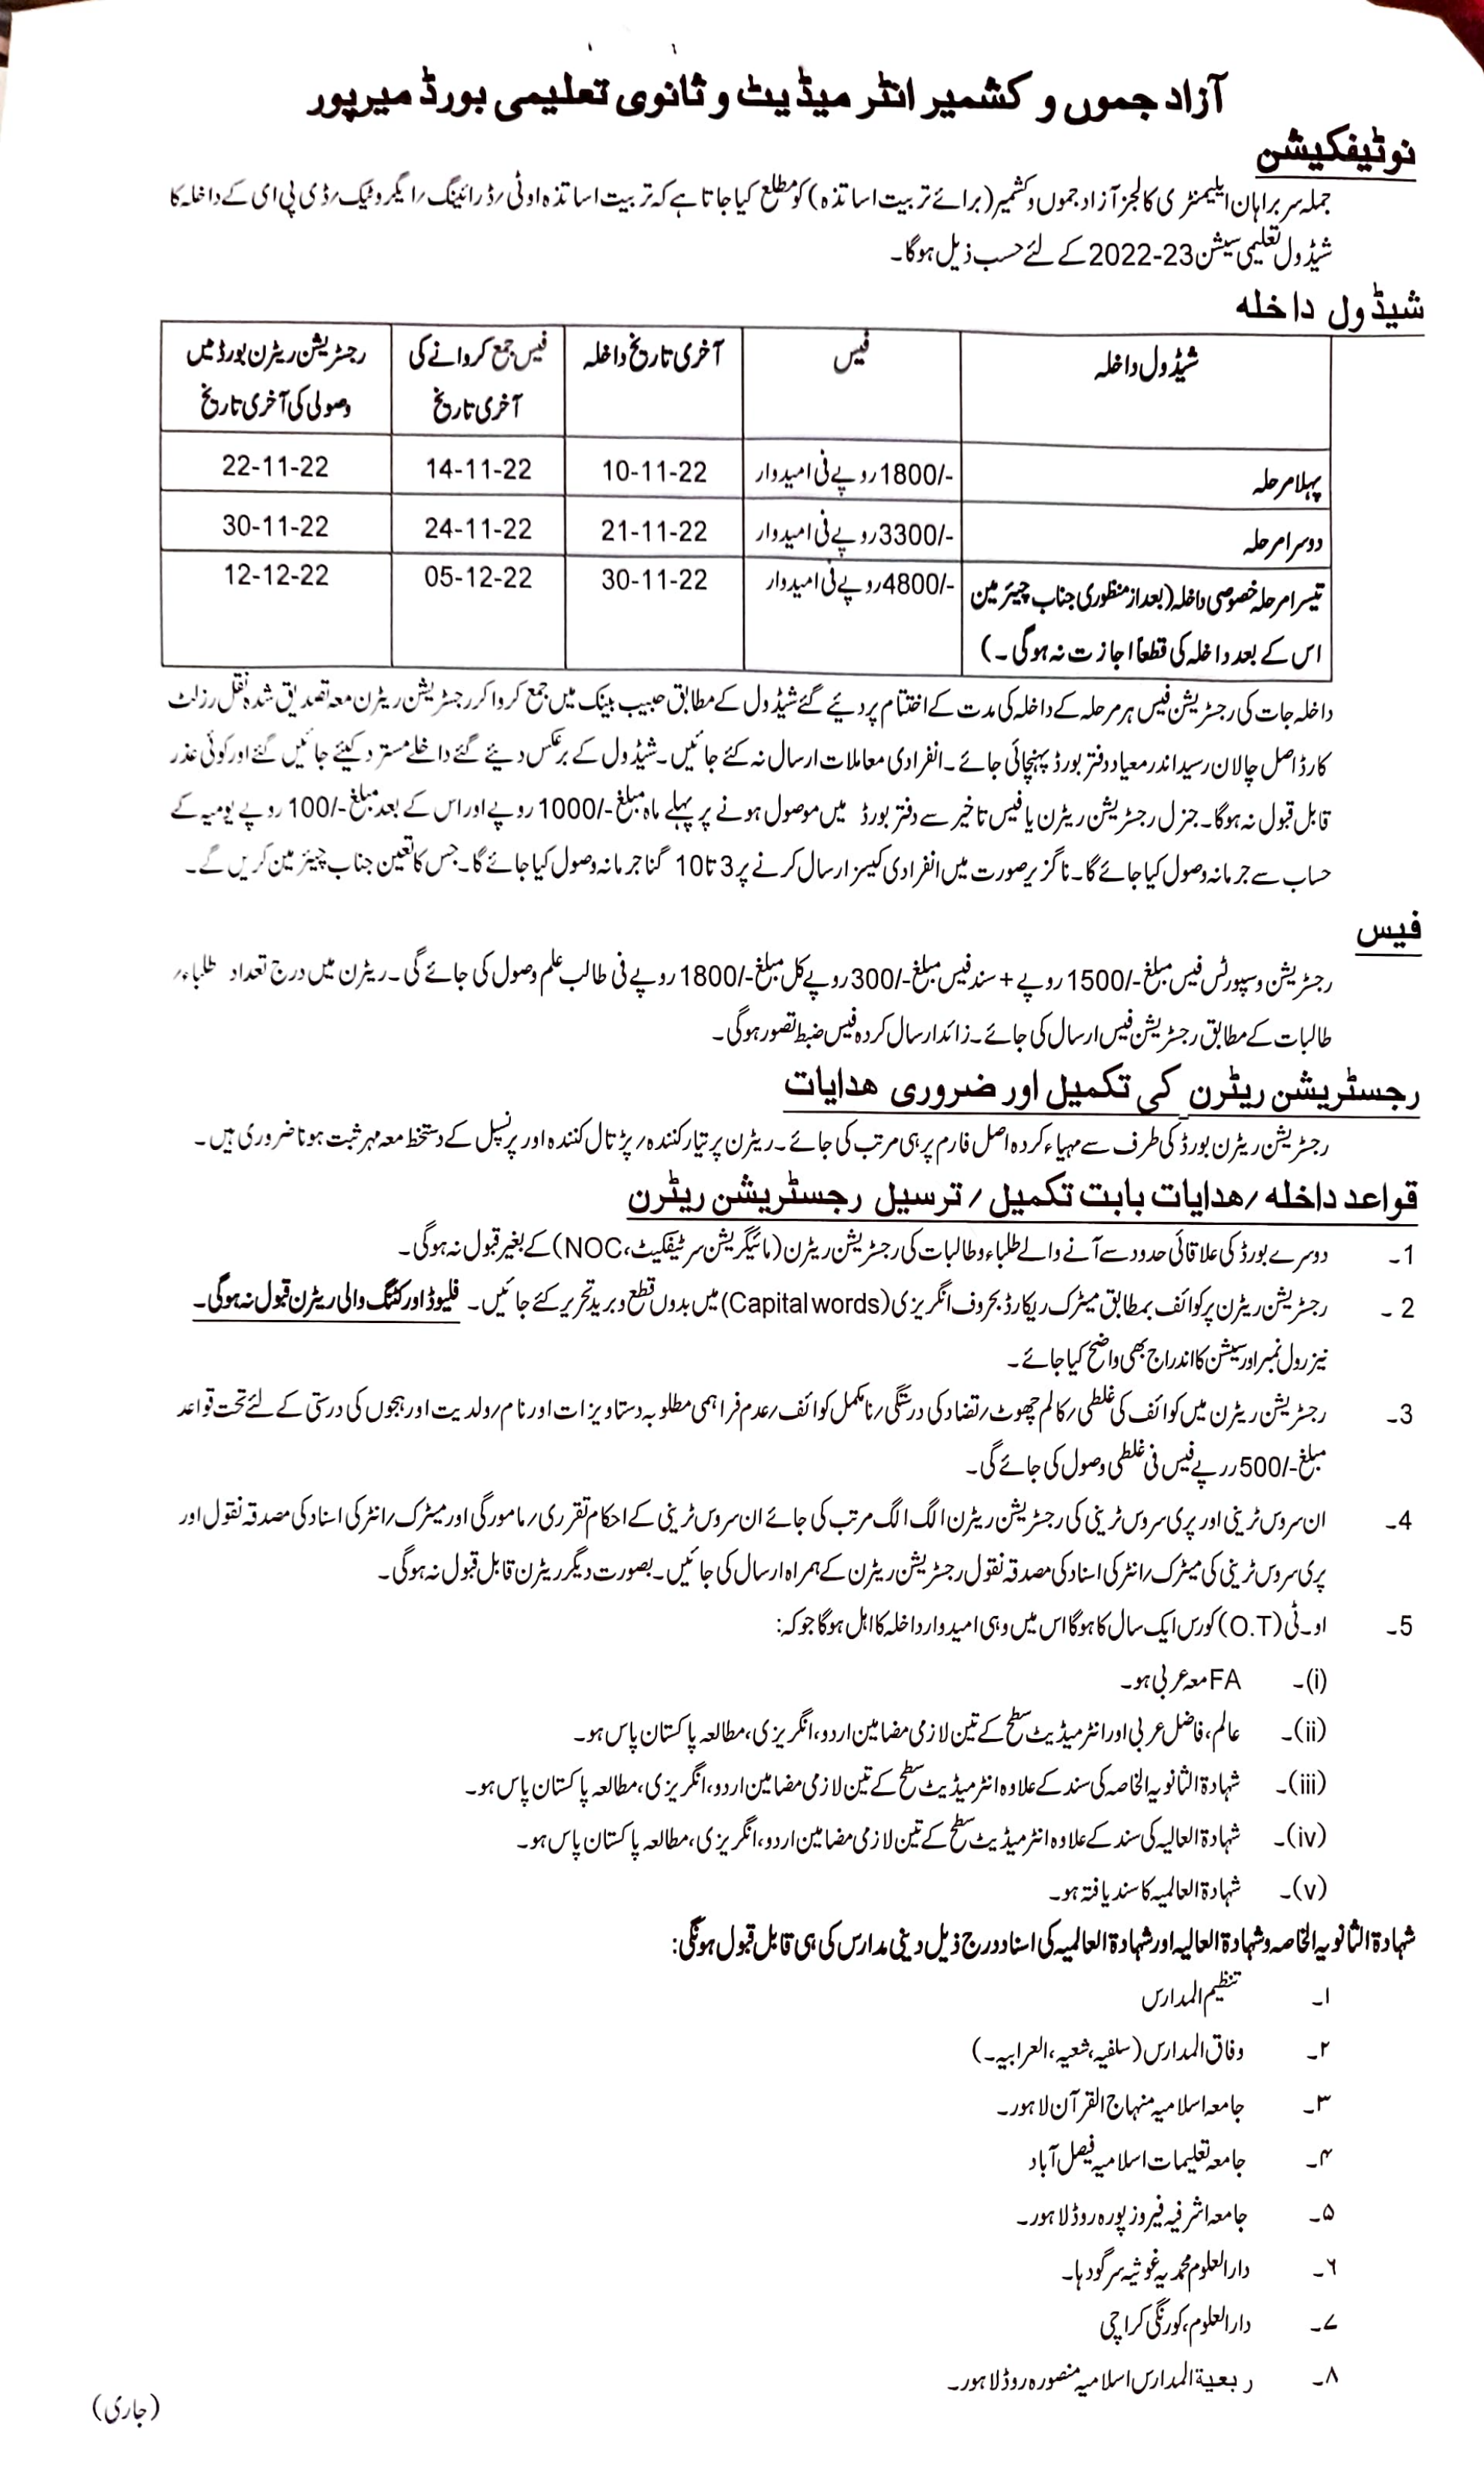 آزاد جموں و کشمیر انٹر میڈیٹ و ثانوی تعلیمی بورڈ میرپور
نوٹیفکیشن
جملہ سربراہان ایلیمنٹری کالجز آزاد جموں و کشمیر (برائے تربیت اساتذہ) کو مطلع کیا جاتا ہے کہ تربیت اساتذہ او ٹی / ڈرائینگ / ایگروٹیک / ڈی پی ای کے داخلہ کا
شیڈول تعلیمی سیشن 2022-23 کے لئے حسب ذیل ہوگا۔
شیڈول داخلہ
شیڈول داخلہ | فیس | آخری تاریخ داخلہ | فیس جمع کروانے کی آخری تاریخ | رجسٹریشن ریٹرن بورڈ میں وصولی کی آخری تاریخ
پہلا مرحلہ | 1800/- روپے فی امیدوار | 10-11-22 | 14-11-22 | 22-11-22
دوسرا مرحلہ | 3300/- روپے فی امیدوار | 21-11-22 | 24-11-22 | 30-11-22
تیسرا مرحلہ خصوصی داخلہ (بعد از منظوری جناب چیئرمین | 4800/- روپے فی امیدوار | 30-11-22 | 05-12-22 | 12-12-22
اس کے بعد داخلہ کی قطعاً اجازت نہ ہوگی ۔)
داخلہ جات کی رجسٹریشن فیس ہر مرحلہ کے داخلہ کی مدت کے اختتام پر دیئے گئے شیڈول کے مطابق حبیب بینک میں جمع کروا کر رجسٹریشن ریٹرن معہ تصدیق شدہ نقل رزلٹ
کارڈ اصل چالان رسید اندر معیاد دفتر بورڈ پہنچائی جائے ۔ انفرادی معاملات ارسال نہ کئے جائیں ۔ شیڈول کے برعکس دیئے گئے داخلے مسترد کیئے جائیں گئے اور کوئی عذر
قابل قبول نہ ہوگا۔ جنرل رجسٹریشن ریٹرن یا فیس تاخیر سے دفتر بورڈ میں موصول ہونے پر پہلے ماہ مبلغ -/1000 روپے اور اس کے بعد مبلغ -/100 روپے یومیہ کے
حساب سے جرمانہ وصول کیا جائے گا۔ ناگزیر صورت میں انفرادی کیسز ارسال کرنے پر 3 تا 10 گنا جرمانہ وصول کیا جائے گا۔ جس کا تعین جناب چیئرمین کریں گے۔
فیس
رجسٹریشن و سپورٹس فیس مبلغ -/1500 روپے + سند فیس مبلغ -/300 روپے کل مبلغ -/1800 روپے فی طالب علم وصول کی جائے گی ۔ ریٹرن میں درج تعداد طلباء /
طالبات کے مطابق رجسٹریشن فیس ارسال کی جائے ۔ زائد ارسال کردہ فیس ضبط تصور ہوگی ۔
رجسٹریشن ریٹرن کی تکمیل اور ضروری ھدایات
رجسٹریشن ریٹرن بورڈ کی طرف سے مہیاء کردہ اصل فارم پر ہی مرتب کی جائے ۔ ریٹرن پر تیار کنندہ / پڑتال کنندہ اور پرنسپل کے دستخط معہ مہر ثبت ہونا ضروری ہیں ۔
قواعد داخلہ /ھدایات بابت تکمیل / ترسیل رجسٹریشن ریٹرن
1۔ دوسرے بورڈ کی علاقائی حدود سے آنے والے طلباء و طالبات کی رجسٹریشن ریٹرن (مائیگریشن سرٹیفکیٹ، NOC) کے بغیر قبول نہ ہوگی ۔
2۔ رجسٹریشن ریٹرن پر کوائف بمطابق میٹرک ریکارڈ بحروف انگریزی (Capital words) میں بدوں قطع و برید تحریر کئے جائیں ۔ فلیوڈ اور کٹنگ والی ریٹرن قبول نہ ہوگی ۔
نیز رول نمبر اور سیشن کا اندراج بھی واضح کیا جائے ۔
3۔ رجسٹریشن ریٹرن میں کوائف کی غلطی / کالم چھوٹ / تضاد کی درستگی / نامکمل کوائف / عدم فراہمی مطلوبہ دستاویزات اور نام / ولدیت اور ہجوں کی درستی کے لئے تحت قواعد
مبلغ -/500 روپے فیس فی غلطی وصول کی جائے گی ۔
4۔ ان سروس ٹرینی اور پری سروس ٹرینی کی رجسٹریشن ریٹرن الگ الگ مرتب کی جائے ان سروس ٹرینی کے احکام تقرری / ماموری گی اور میٹرک / انٹر کی اسناد کی مصدقہ نقول اور
پری سروس ٹرینی کی میٹرک / انٹر کی اسناد کی مصدقہ نقول رجسٹریشن ریٹرن کے ہمراہ ارسال کی جائیں ۔ بصورت دیگر ریٹرن قابل قبول نہ ہوگی ۔
5۔ او۔ٹی (O.T) کورس ایک سال کا ہوگا اس میں وہی امیدوار داخلہ کا اہل ہوگا جو کہ:
(i)۔ FA معہ عربی ہو۔
(ii)۔ عالم، فاضل عربی اور انٹرمیڈیٹ سطح کے تین لازمی مضامین اردو، انگریزی، مطالعہ پاکستان پاس ہو۔
(iii)۔ شہادۃ الثانویہ الخاصہ کی سند کے علاوہ انٹرمیڈیٹ سطح کے تین لازمی مضامین اردو، انگریزی، مطالعہ پاکستان پاس ہو۔
(iv)۔ شہادۃ العالیہ کی سند کے علاوہ انٹرمیڈیٹ سطح کے تین لازمی مضامین اردو، انگریزی، مطالعہ پاکستان پاس ہو۔
(v)۔ شہادۃ العالمیہ کا سند یافتہ ہو۔
شہادۃ الثانویہ الخاصہ و شہادۃ العالیہ اور شہادۃ العالمیہ کی اسناد درج ذیل دینی مدارس کی ہی قابل قبول ہونگی:
۱۔ تنظیم المدارس
۲۔ وفاق المدارس (سلفیہ، شعیہ، العرابیہ۔)
۳۔ جامعہ اسلامیہ منہاج القرآن لاہور۔
۴۔ جامعہ تعلیمات اسلامیہ فیصل آباد
۵۔ جامعہ اشرفیہ فیروز پورہ روڈ لاہور۔
۶۔ دارالعلوم محمدیہ غوثیہ سرگودہا۔
۷۔ دارالعلوم، کورنگی کراچی
۸۔ ربعیة المدارس اسلامیہ منصورہ روڈ لاہور۔
(جاری)